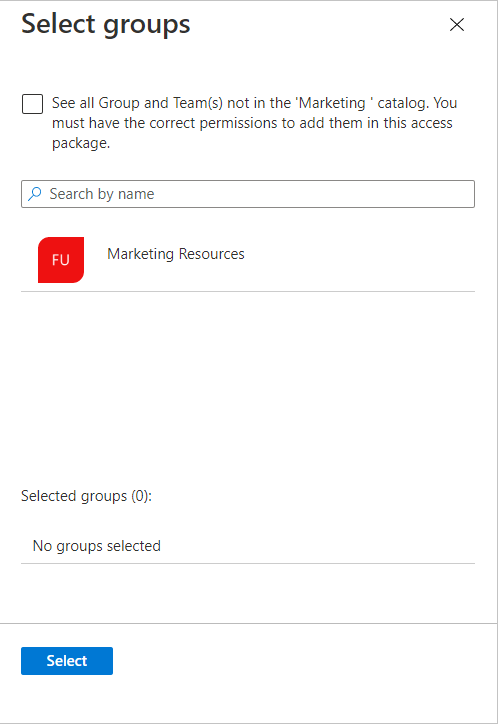 Select groups
See all Group and Team(s) not in the 'Marketing ' catalog. You
must have the correct permissions to add them in this access
package.
Search by name
FU
Marketing Resources
Selected groups (0):
No groups selected
Select